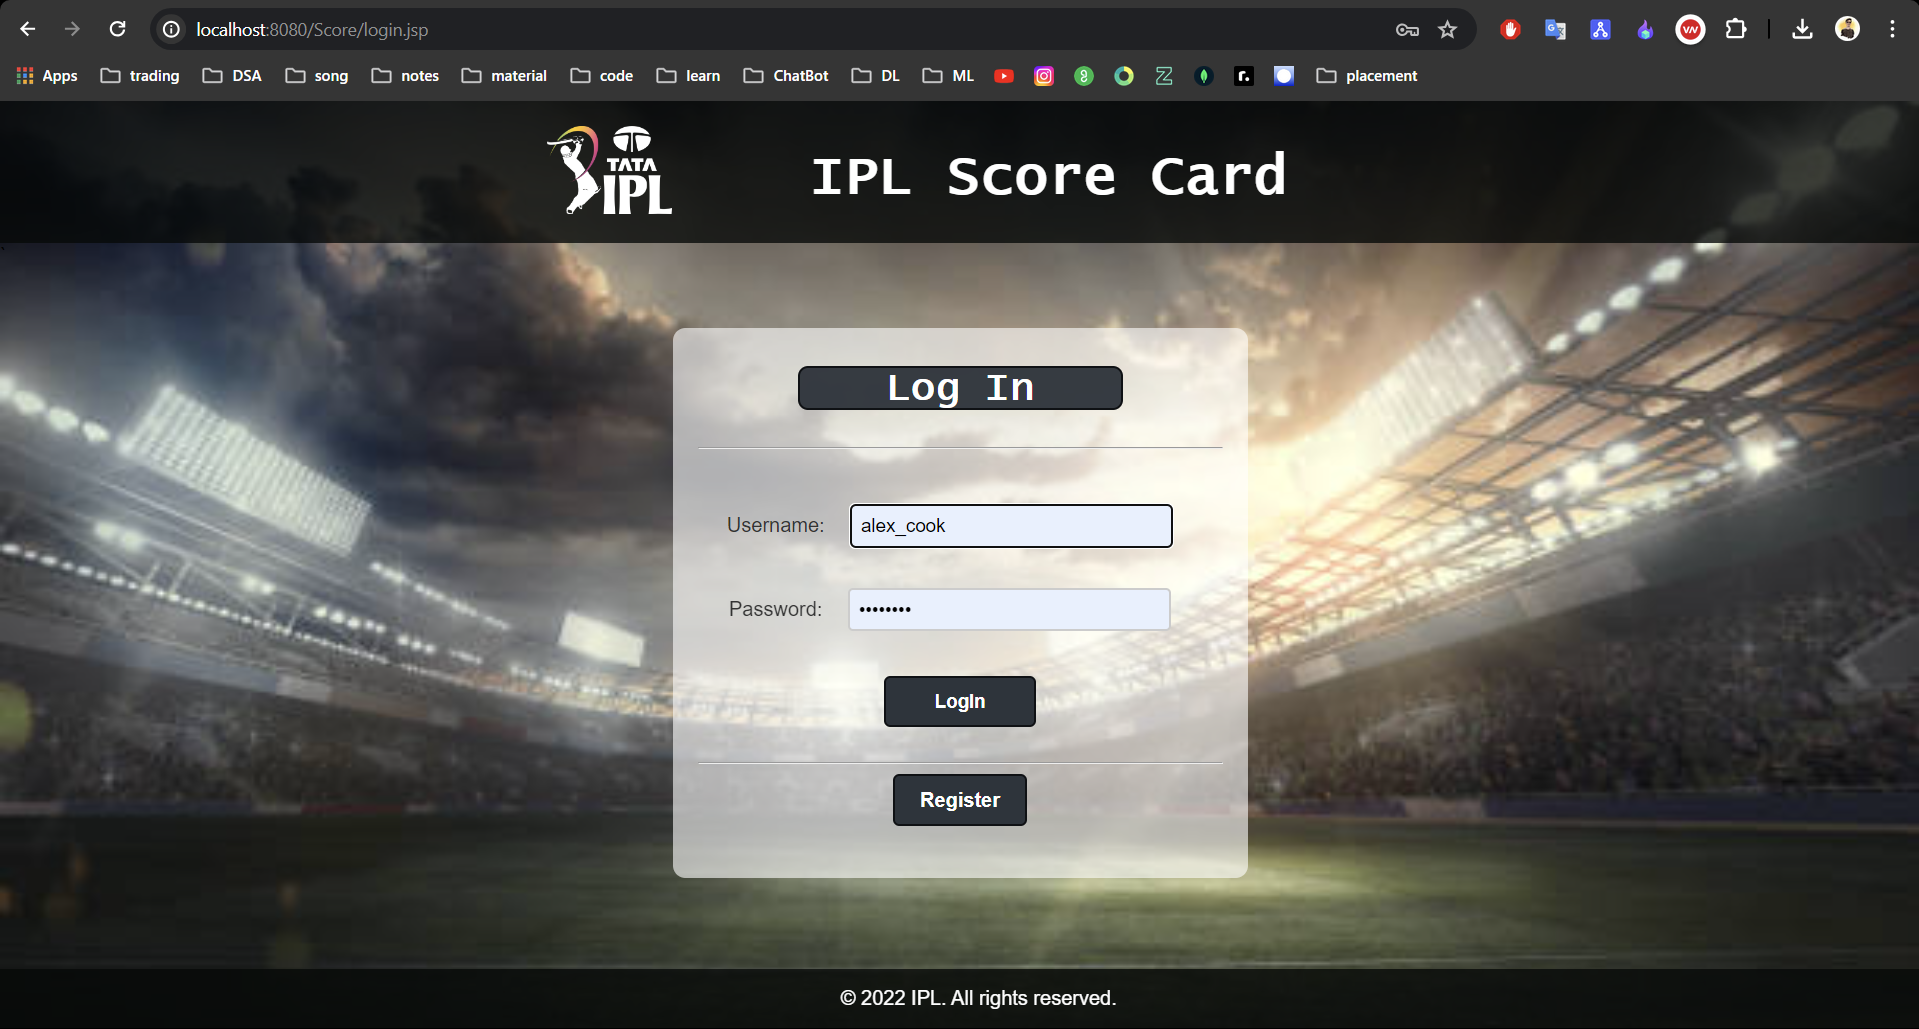 localhost:8080/Score/login.jsp
Apps trading DSA song notes material code learn ChatBot DL ML placement
TATA
IPL
IPL Score Card
Log In
Username: alex_cook
Password: ••••••••
LogIn
Register
© 2022 IPL. All rights reserved.